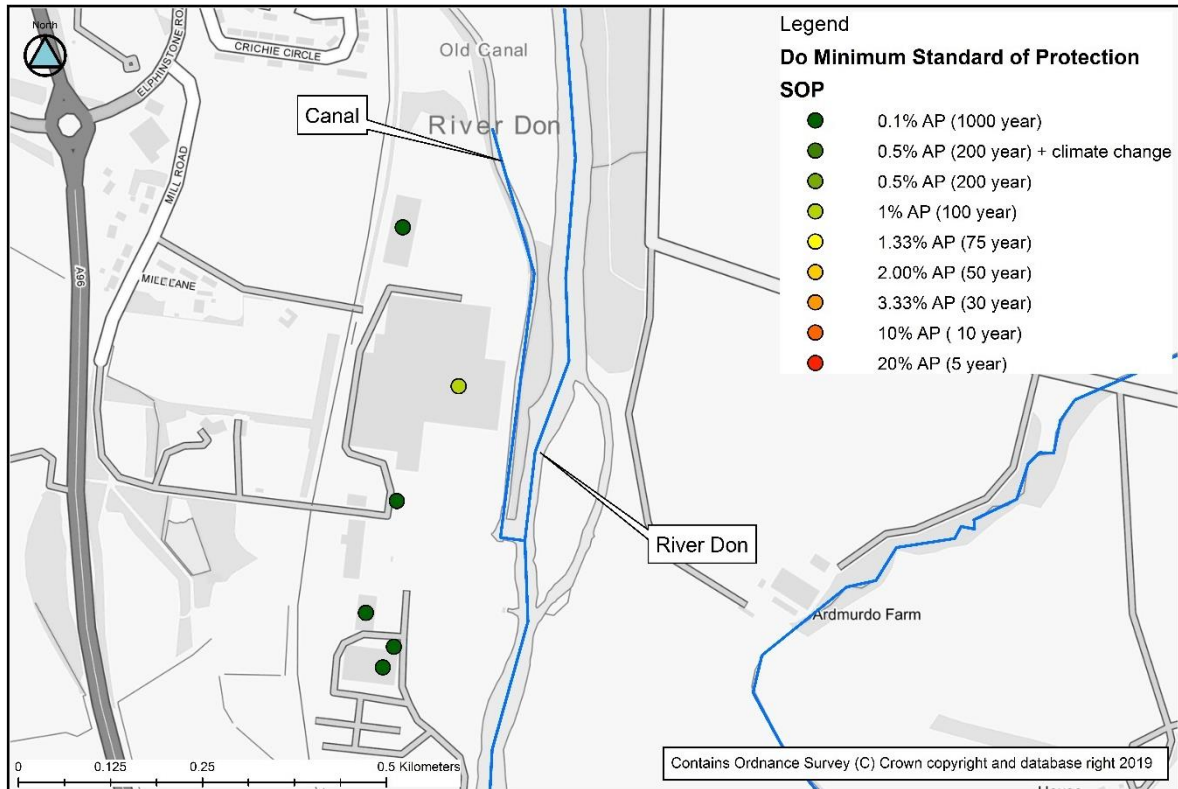 North
ELPHINSTONE RO
CRICHIE CIRCLE
Old Canal
Canal
River Don
MILL ROAD
A96
MILL LANE
River Don
Ardmurdo Farm
Legend
Do Minimum Standard of Protection
SOP
0.1% AP (1000 year)
0.5% AP (200 year) + climate change
0.5% AP (200 year)
1% AP (100 year)
1.33% AP (75 year)
2.00% AP (50 year)
3.33% AP (30 year)
10% AP ( 10 year)
20% AP (5 year)
0 0.125 0.25 0.5 Kilometers
Contains Ordnance Survey (C) Crown copyright and database right 2019